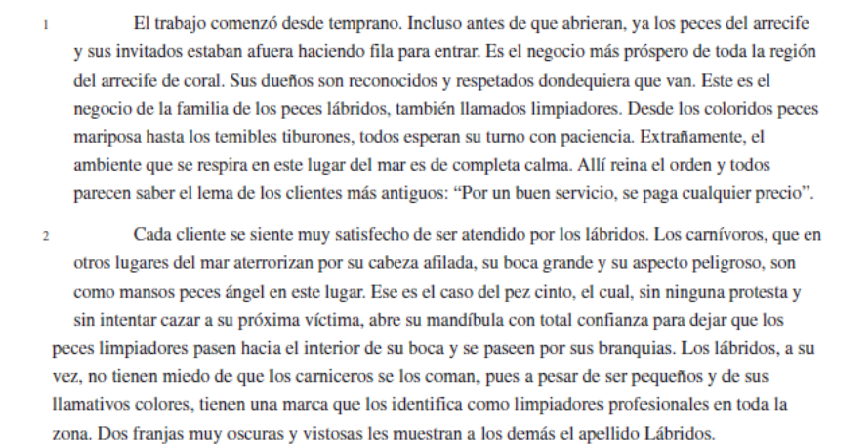 1 El trabajo comenzó desde temprano. Incluso antes de que abrieran, ya los peces del arrecife
y sus invitados estaban afuera haciendo fila para entrar. Es el negocio más próspero de toda la región
del arrecife de coral. Sus dueños son reconocidos y respetados dondequiera que van. Este es el
negocio de la familia de los peces lábridos, también llamados limpiadores. Desde los coloridos peces
mariposa hasta los temibles tiburones, todos esperan su turno con paciencia. Extrañamente, el
ambiente que se respira en este lugar del mar es de completa calma. Allí reina el orden y todos
parecen saber el lema de los clientes más antiguos: “Por un buen servicio, se paga cualquier precio”.
2 Cada cliente se siente muy satisfecho de ser atendido por los lábridos. Los carnívoros, que en
otros lugares del mar aterrorizan por su cabeza afilada, su boca grande y su aspecto peligroso, son
como mansos peces ángel en este lugar. Ese es el caso del pez cinto, el cual, sin ninguna protesta y
sin intentar cazar a su próxima víctima, abre su mandíbula con total confianza para dejar que los
peces limpiadores pasen hacia el interior de su boca y se paseen por sus branquias. Los lábridos, a su
vez, no tienen miedo de que los carniceros se los coman, pues a pesar de ser pequeños y de sus
llamativos colores, tienen una marca que los identifica como limpiadores profesionales en toda la
zona. Dos franjas muy oscuras y vistosas les muestran a los demás el apellido Lábridos.